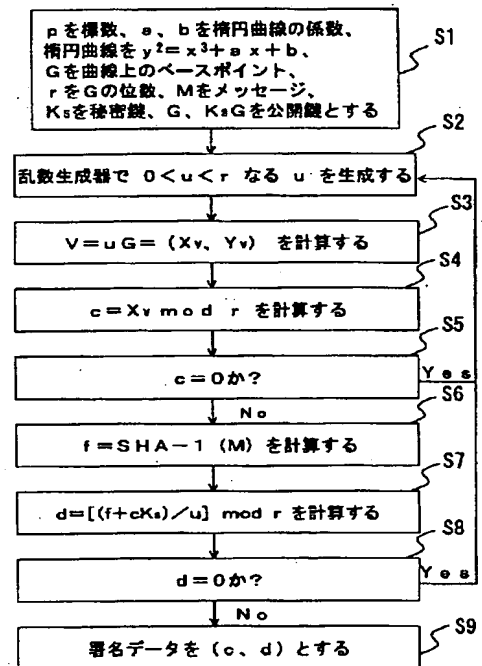 pを標数、a、bを楕円曲線の係数、
楕円曲線をy²=x³+ax+b、
Gを曲線上のベースポイント、
rをGの位数、Mをメッセージ、
Ksを秘密鍵、G、KsGを公開鍵とする
S1
S2
乱数生成器で 0<u<r なる u を生成する
S3
V=uG=(Xv、Yv) を計算する
S4
c=Xv mod r を計算する
S5
c=0か?
Yes
No
S6
f=SHA-1 (M) を計算する
S7
d=[(f+cKs)/u] mod r を計算する
S8
d=0か?
Yes
No
S9
署名データを (c、d) とする